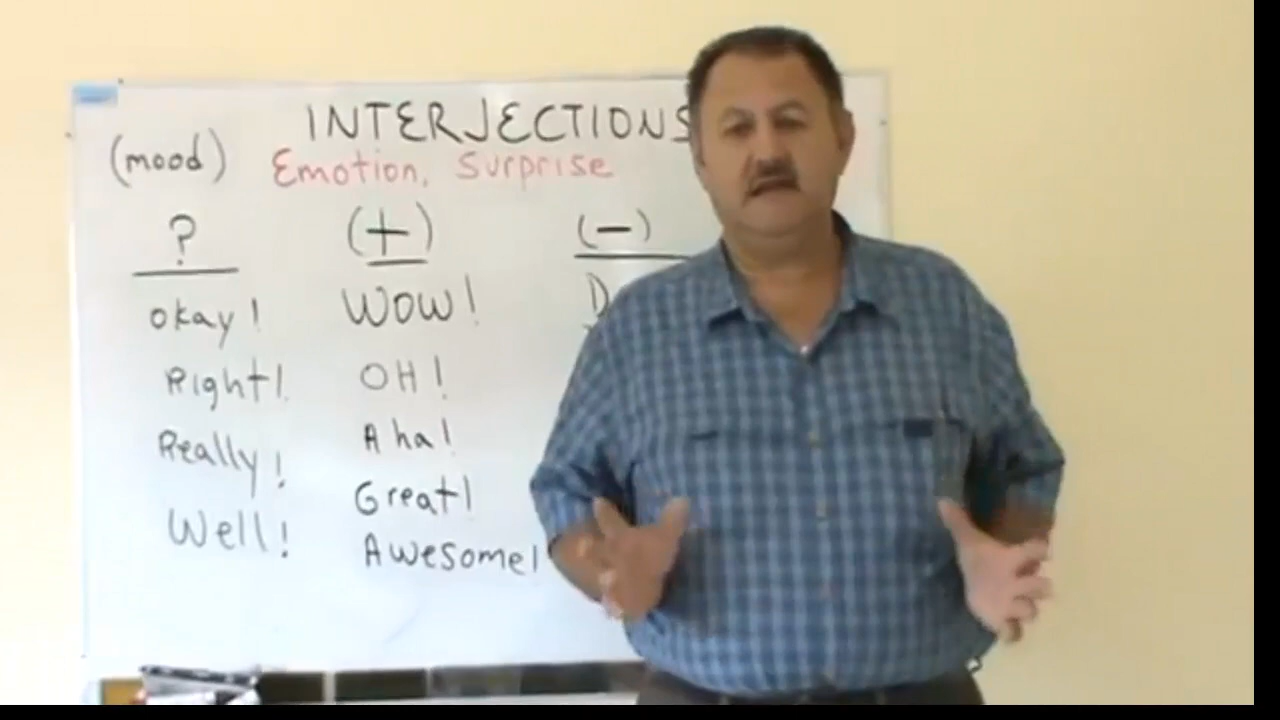 INTERJECTIONS
(mood) Emotion, Surprise
? (+) (-)
okay! WOW! D
Right! OH!
Really! Aha!
Well! Great!
Awesome!